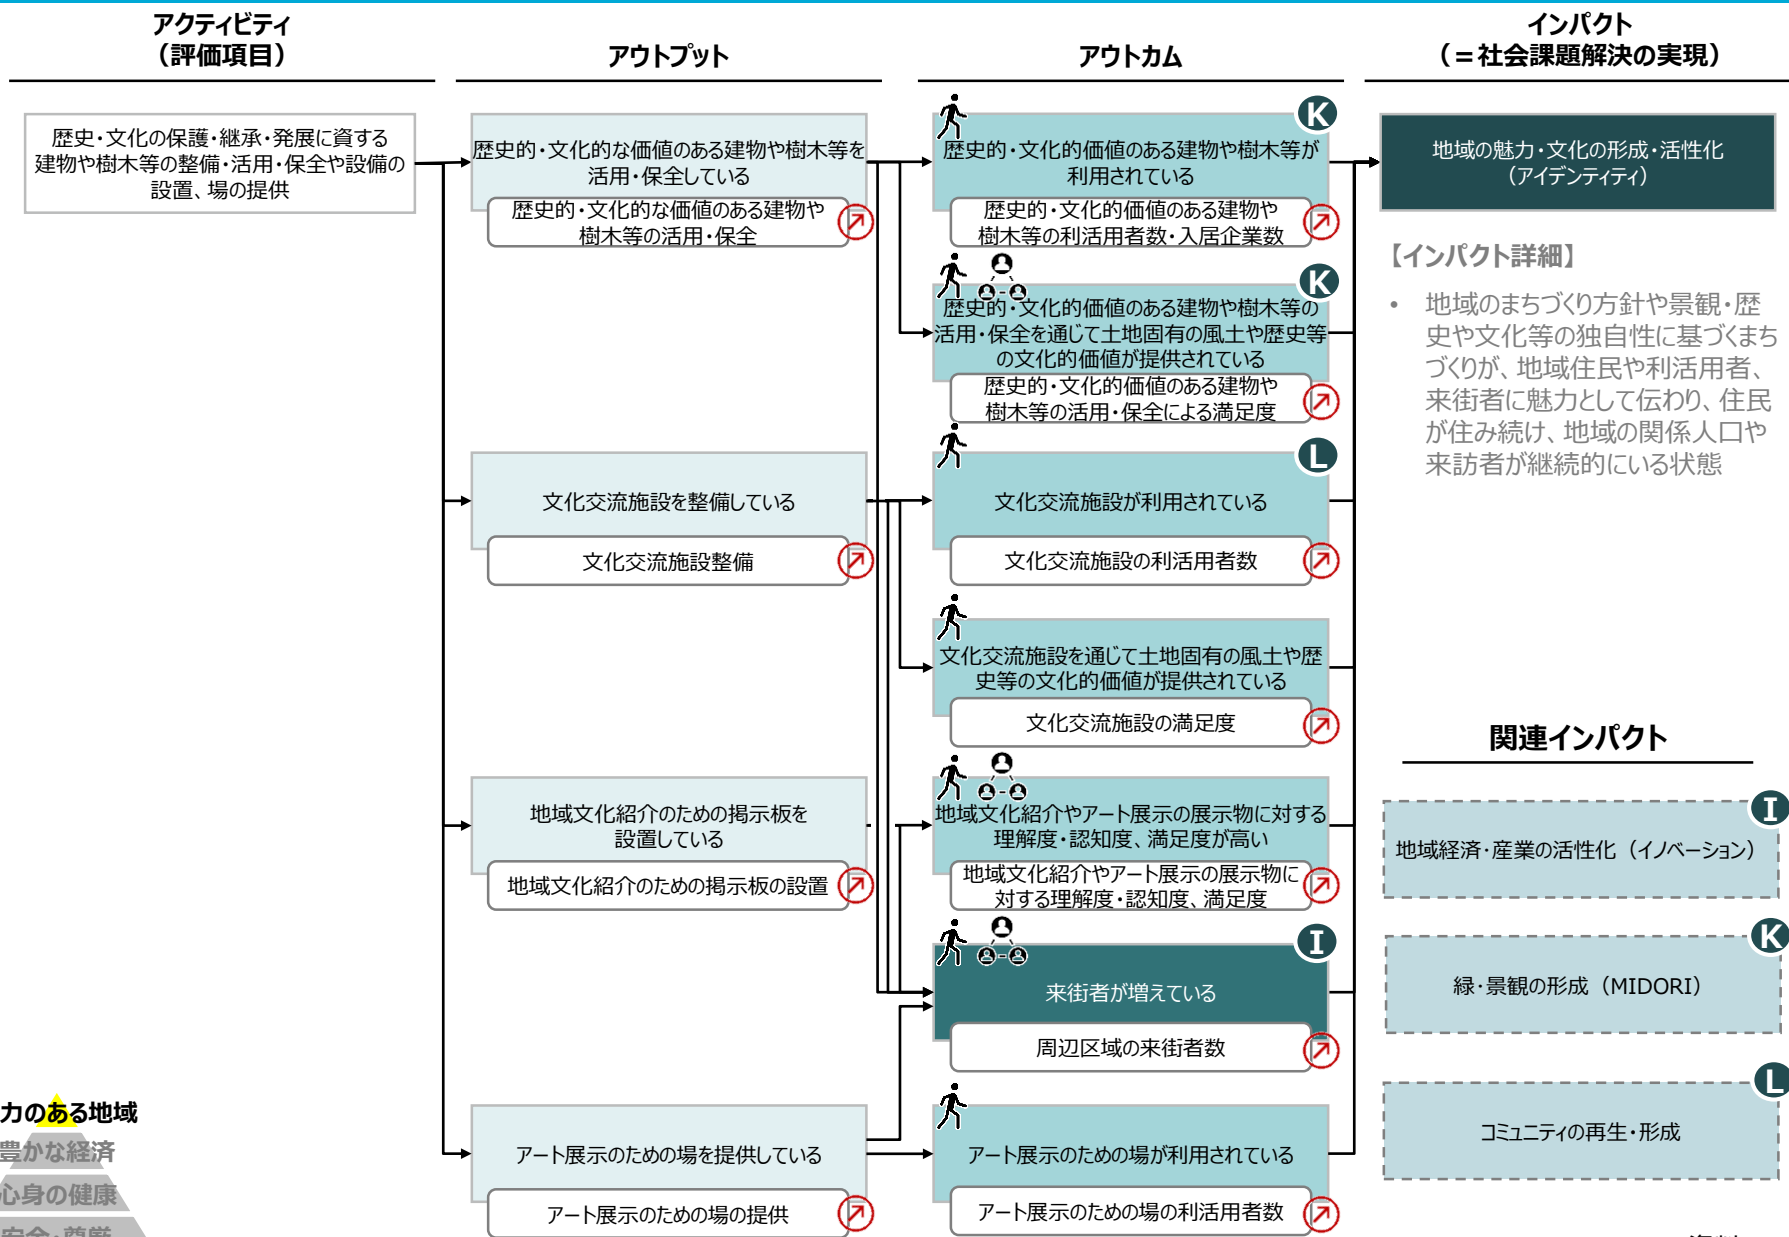 アクティビティ
（評価項目）
アウトプット
アウトカム
インパクト
（＝社会課題解決の実現）
歴史・文化の保護・継承・発展に資する
建物や樹木等の整備・活用・保全や設備の
設置、場の提供
歴史的・文化的な価値のある建物や樹木等を
活用・保全している
歴史的・文化的な価値のある建物や
樹木等の活用・保全
文化交流施設を整備している
文化交流施設整備
地域文化紹介のための掲示板を
設置している
地域文化紹介のための掲示板の設置
アート展示のための場を提供している
アート展示のための場の提供
K
歴史的・文化的価値のある建物や樹木等が
利用されている
歴史的・文化的価値のある建物や
樹木等の利活用者数・入居企業数
K
歴史的・文化的価値のある建物や樹木等の
活用・保全を通じて土地固有の風土や歴史等
の文化的価値が提供されている
歴史的・文化的価値のある建物や
樹木等の活用・保全による満足度
L
文化交流施設が利用されている
文化交流施設の利活用者数
文化交流施設を通じて土地固有の風土や歴
史等の文化的価値が提供されている
文化交流施設の満足度
地域文化紹介やアート展示の展示物に対する
理解度・認知度、満足度が高い
地域文化紹介やアート展示の展示物に
対する理解度・認知度、満足度
I
来街者が増えている
周辺区域の来街者数
アート展示のための場が利用されている
アート展示のための場の利活用者数
地域の魅力・文化の形成・活性化
（アイデンティティ）
【インパクト詳細】
• 地域のまちづくり方針や景観・歴
史や文化等の独自性に基づくまち
づくりが、地域住民や利活用者、
来街者に魅力として伝わり、住民
が住み続け、地域の関係人口や
来訪者が継続的にいる状態
関連インパクト
I
地域経済・産業の活性化（イノベーション）
K
緑・景観の形成（MIDORI）
L
コミュニティの再生・形成
力のある地域
豊かな経済
心身の健康
安全・尊厳